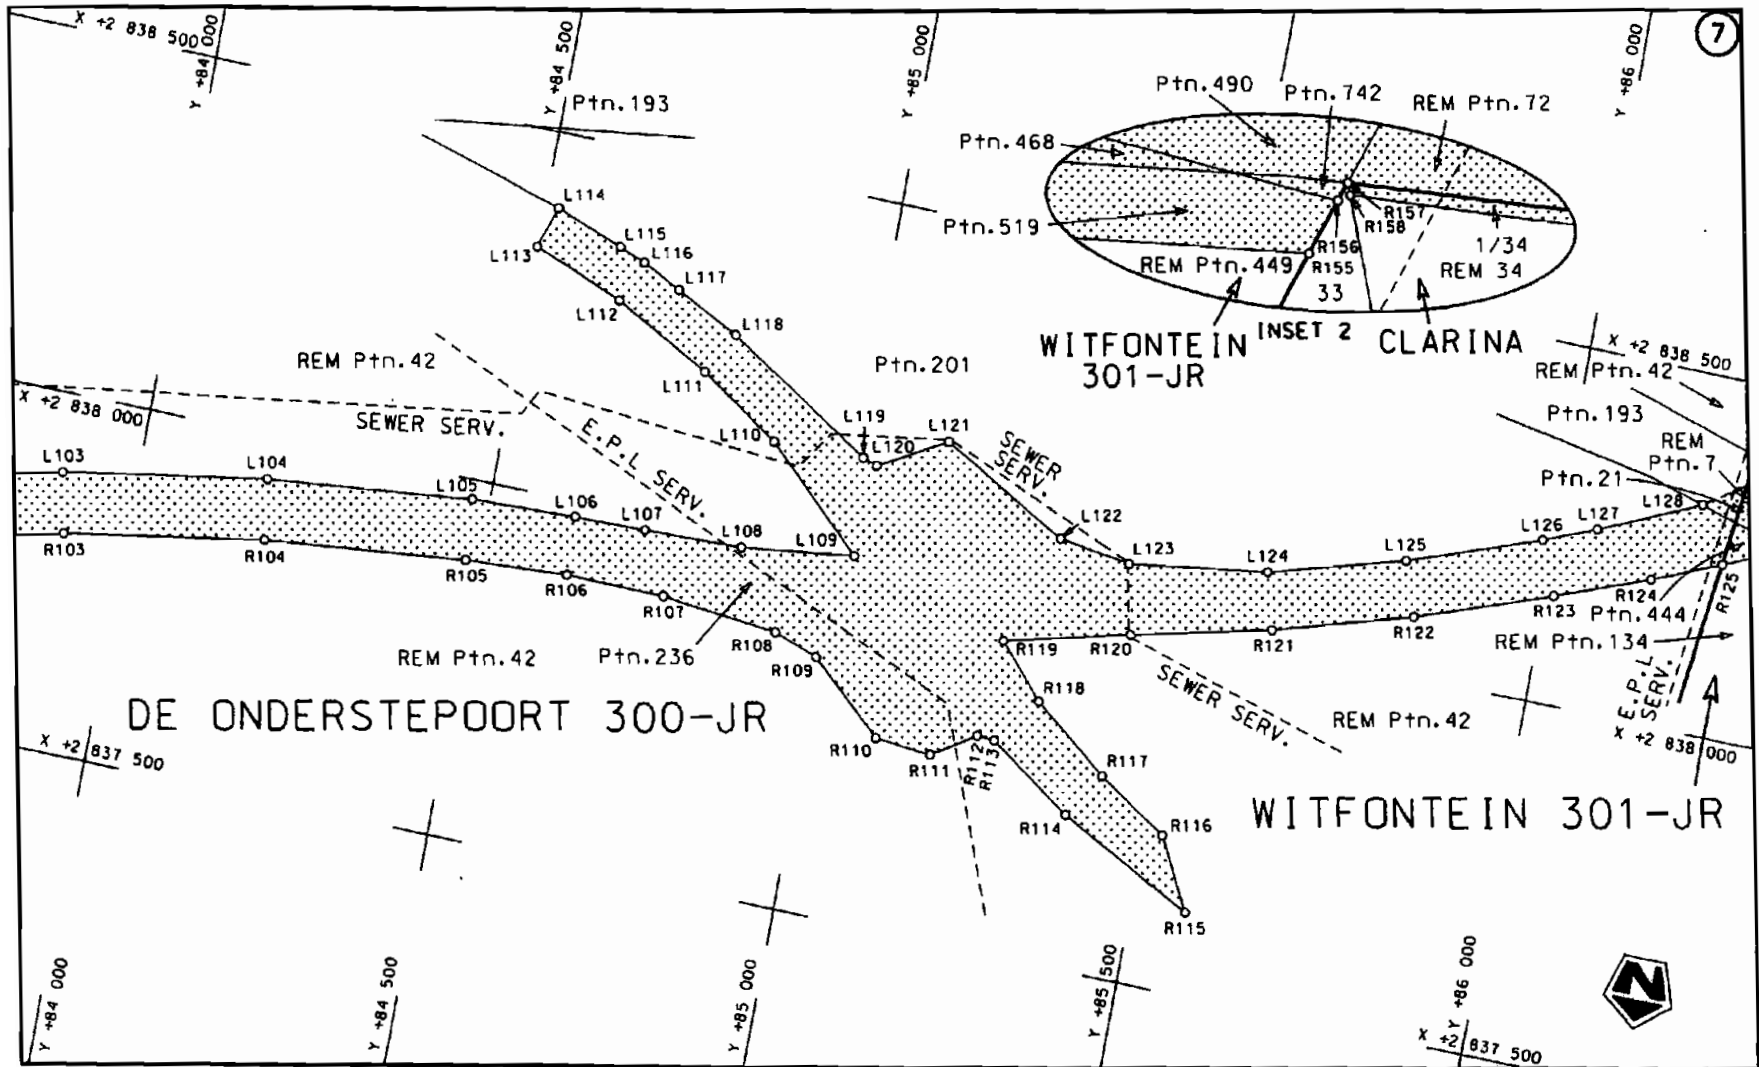 X +2 838 500
Y +84 000
Y +84 500
Y +85 000
Y +86 000
7
Ptn.193
Ptn.490
Ptn.742
REM Ptn.72
Ptn.468
Ptn.519
R157
R158
R156
R155
1/34
REM 34
REM Ptn.449
33
INSET 2
WITFONTEIN
301-JR
CLARINA
L114
L115
L113
L116
L117
L112
L118
L111
REM Ptn.42
Ptn.201
X +2 838 500
REM Ptn.42
Ptn.193
REM
Ptn.7
Ptn.21
X +2 838 000
SEWER SERV.
E.P.L SERV.
L110
L119
L120
L121
SEWER
SERV.
L103
L104
L105
L106
L107
L108
L109
L122
L123
L124
L125
L126
L127
L128
R103
R104
R105
R106
R107
R108
R109
R110
R111
R112
R113
R114
R115
R116
R117
R118
R119
R120
R121
R122
R123
R124
R125
Ptn.444
REM Ptn.134
REM Ptn.42
Ptn.236
SEWER SERV.
REM Ptn.42
E.P.L
SERV.
X +2 838 000
DE ONDERSTEPOORT 300-JR
WITFONTEIN 301-JR
X +2 837 500
Y +84 000
Y +84 500
Y +85 000
Y +85 500
Y +86 000
X +2 837 500
N